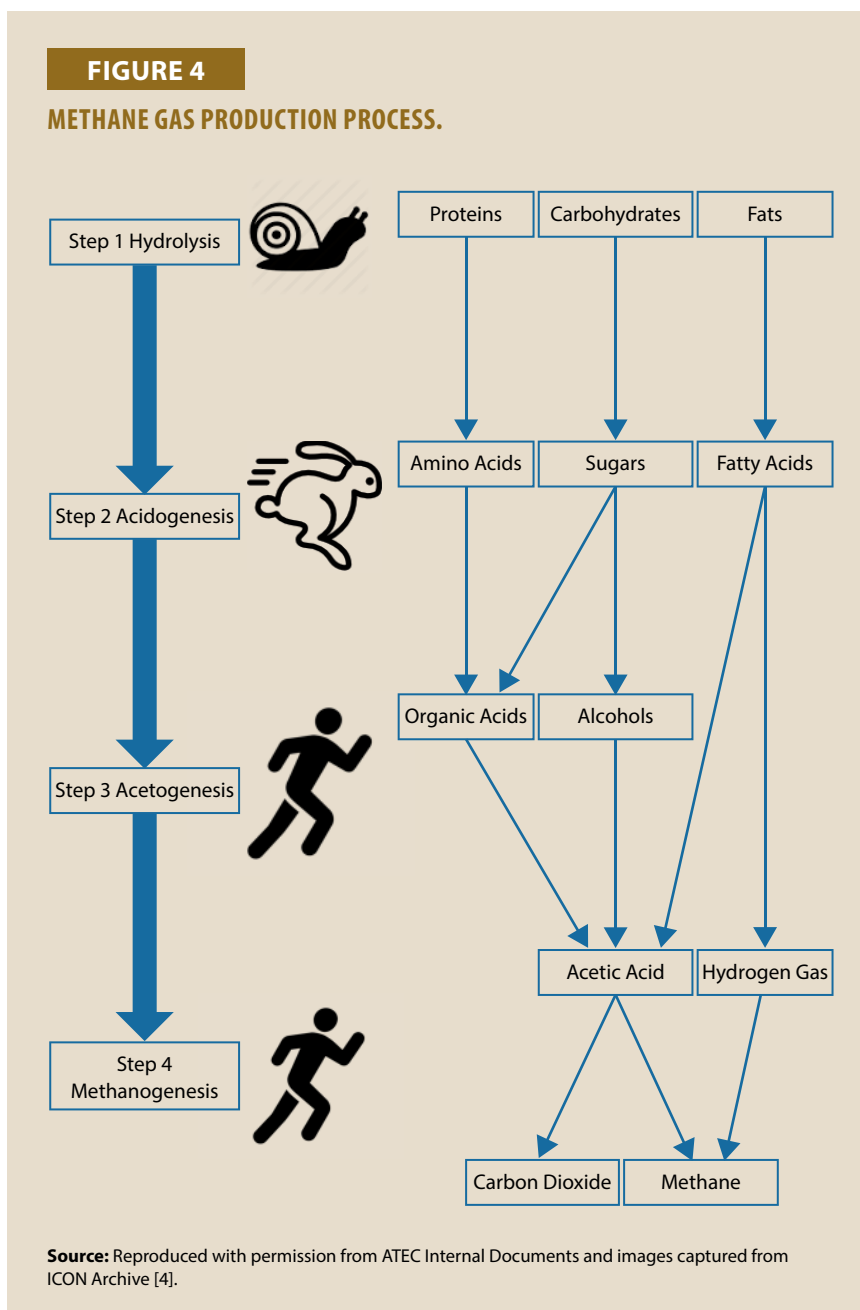 FIGURE 4
METHANE GAS PRODUCTION PROCESS.
Step 1 Hydrolysis
Proteins
Carbohydrates
Fats
Step 2 Acidogenesis
Amino Acids
Sugars
Fatty Acids
Step 3 Acetogenesis
Organic Acids
Alcohols
Acetic Acid
Hydrogen Gas
Step 4
Methanogenesis
Carbon Dioxide
Methane
Source: Reproduced with permission from ATEC Internal Documents and images captured from
ICON Archive [4].